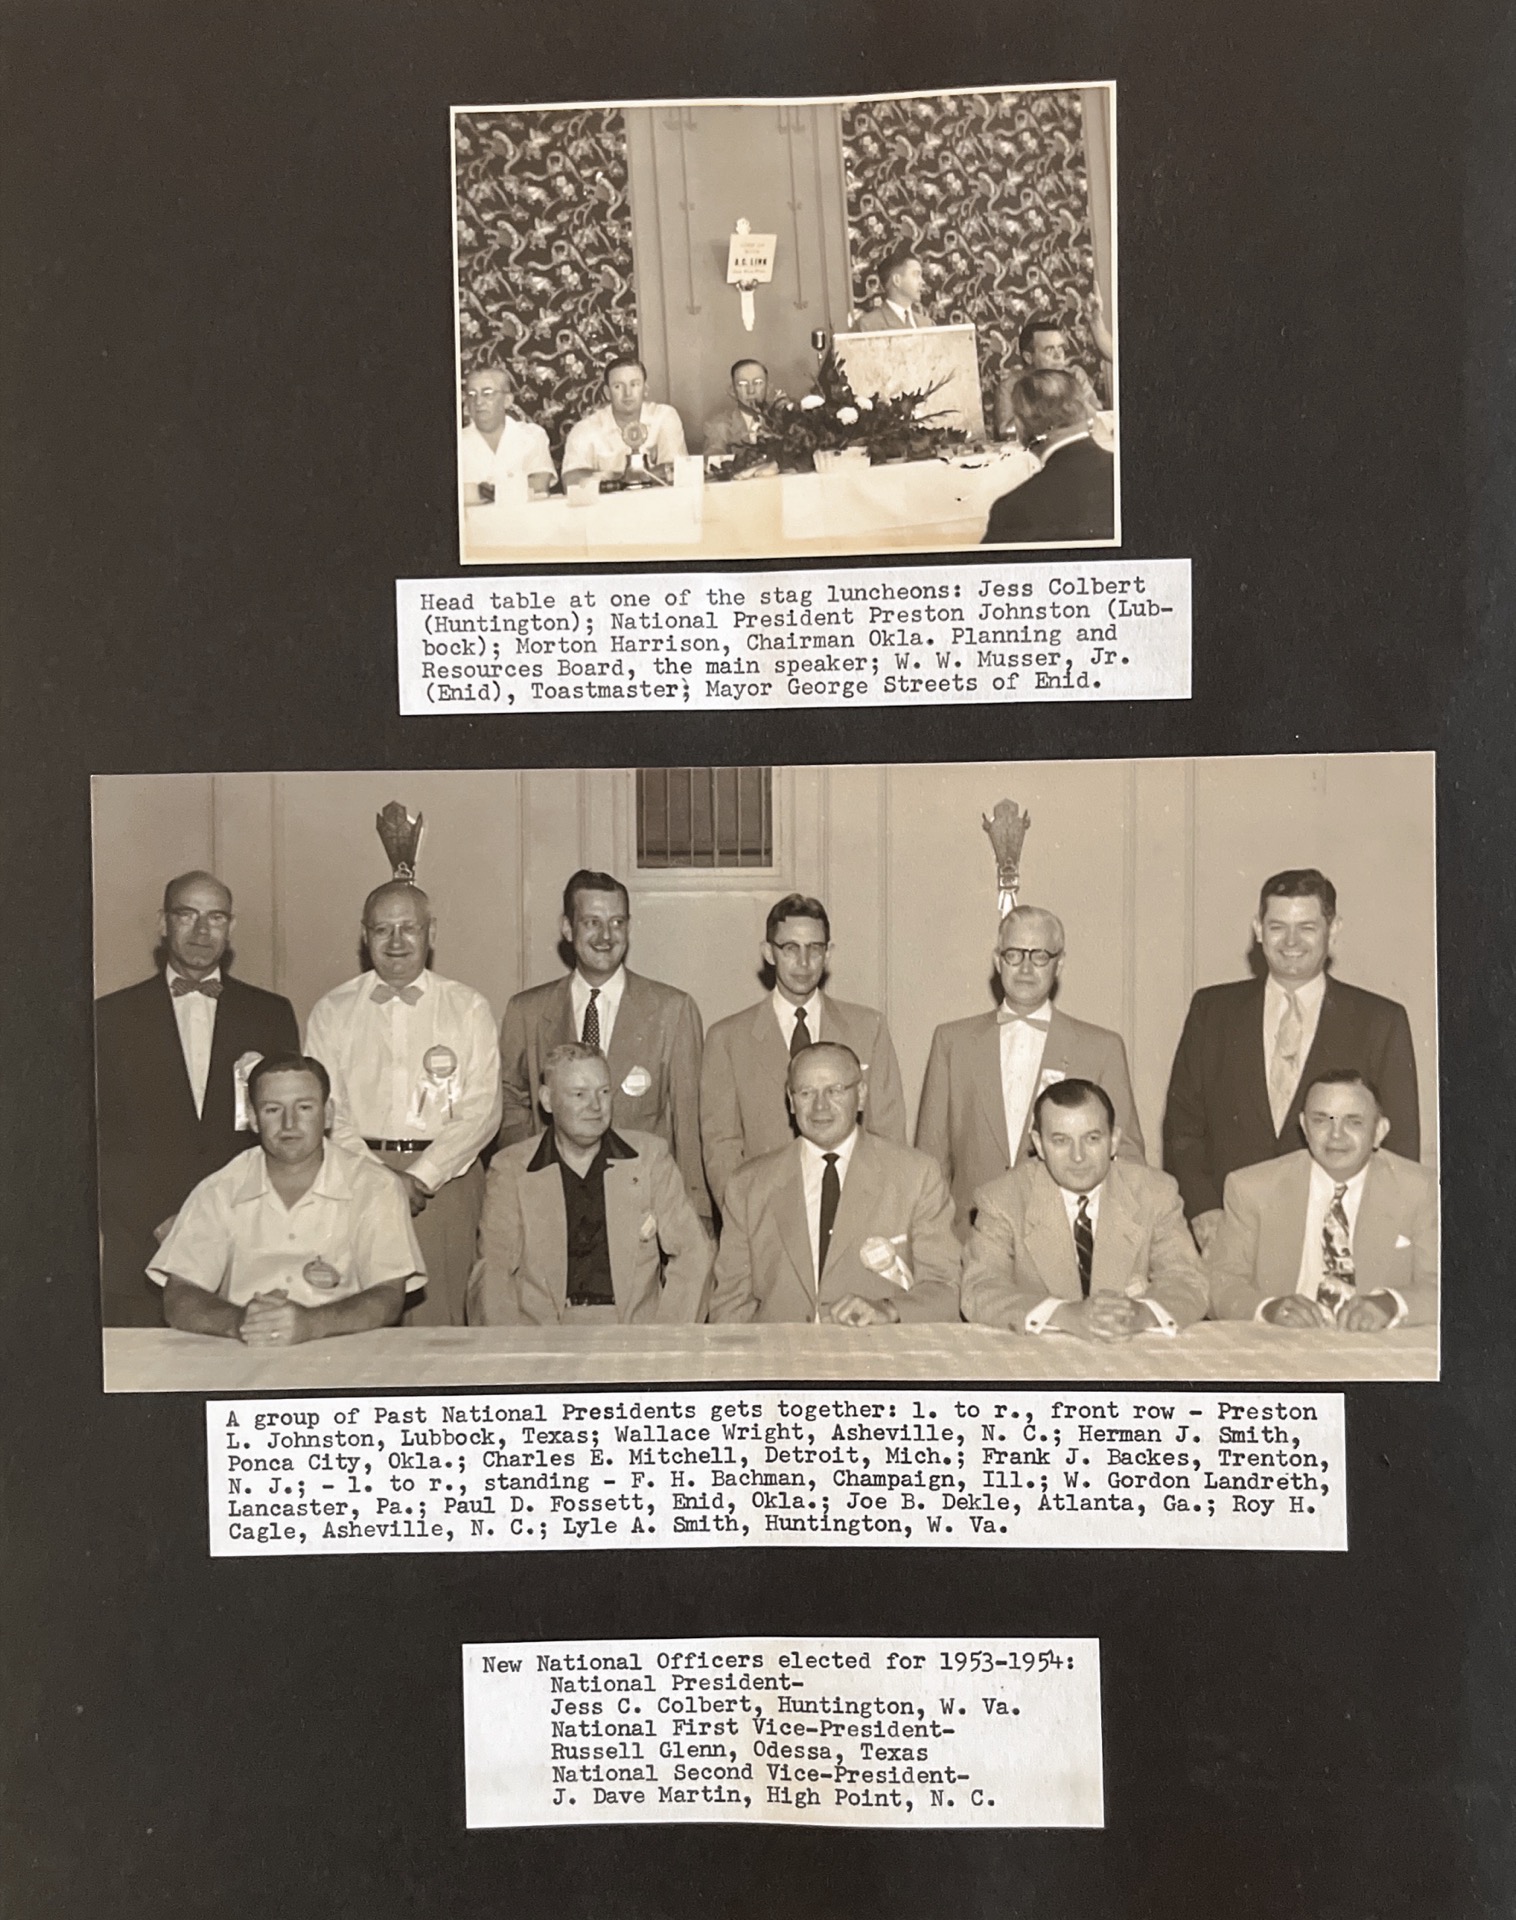 A.C. LINN
Head table at one of the stag luncheons: Jess Colbert
(Huntington); National President Preston Johnston (Lub-
bock); Morton Harrison, Chairman Okla. Planning and
Resources Board, the main speaker; W. W. Musser, Jr.
(Enid), Toastmaster; Mayor George Streets of Enid.
A group of Past National Presidents gets together: l. to r., front row - Preston
L. Johnston, Lubbock, Texas; Wallace Wright, Asheville, N. C.; Herman J. Smith,
Ponca City, Okla.; Charles E. Mitchell, Detroit, Mich.; Frank J. Backes, Trenton,
N. J.; - l. to r., standing - F. H. Bachman, Champaign, Ill.; W. Gordon Landreth,
Lancaster, Pa.; Paul D. Fossett, Enid, Okla.; Joe B. Dekle, Atlanta, Ga.; Roy H.
Cagle, Asheville, N. C.; Lyle A. Smith, Huntington, W. Va.
New National Officers elected for 1953-1954:
National President-
Jess C. Colbert, Huntington, W. Va.
National First Vice-President-
Russell Glenn, Odessa, Texas
National Second Vice-President-
J. Dave Martin, High Point, N. C.